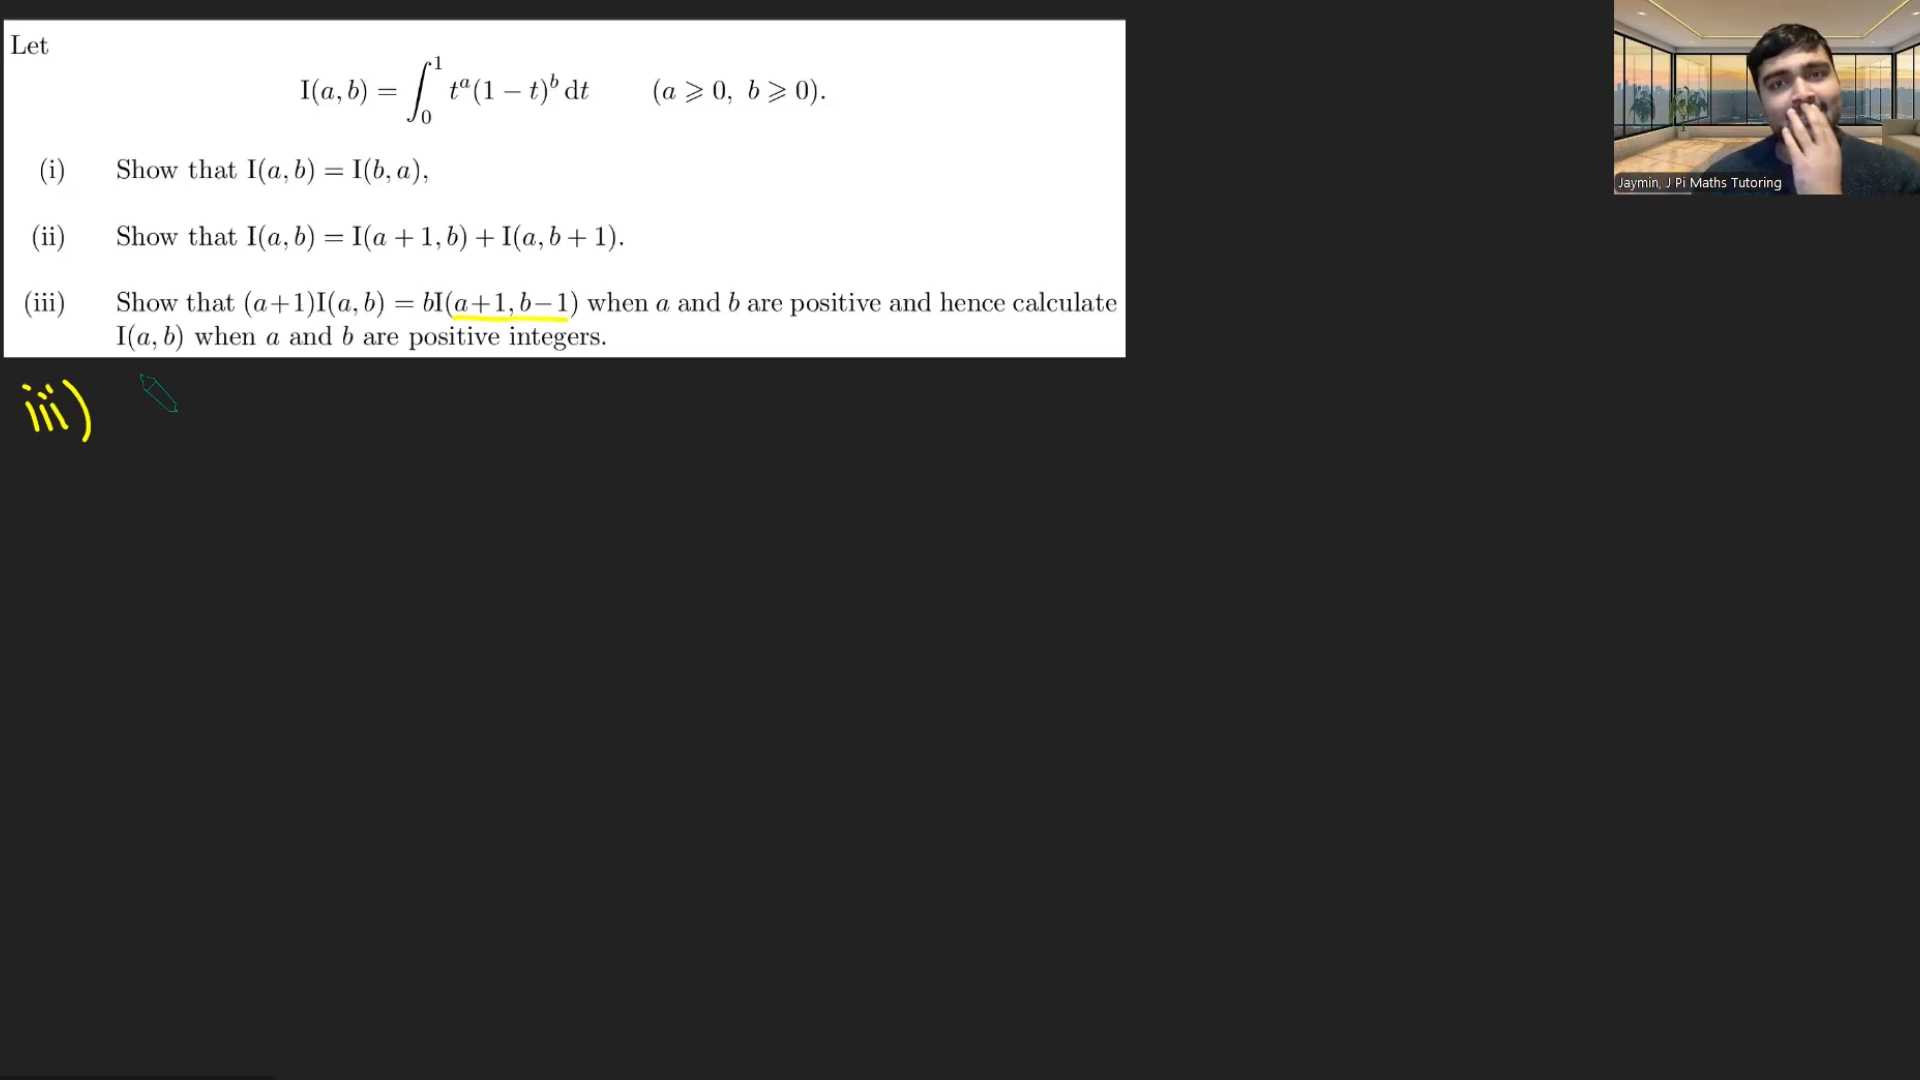 Let
I(a, b) = ∫₀¹ tᵃ(1 − t)ᵇ dt (a ⩾ 0, b ⩾ 0).
(i) Show that I(a, b) = I(b, a),
(ii) Show that I(a, b) = I(a + 1, b) + I(a, b + 1).
(iii) Show that (a+1)I(a, b) = bI(a+1, b−1) when a and b are positive and hence calculate
I(a, b) when a and b are positive integers.
iii)
Jaymin, J Pi Maths Tutoring